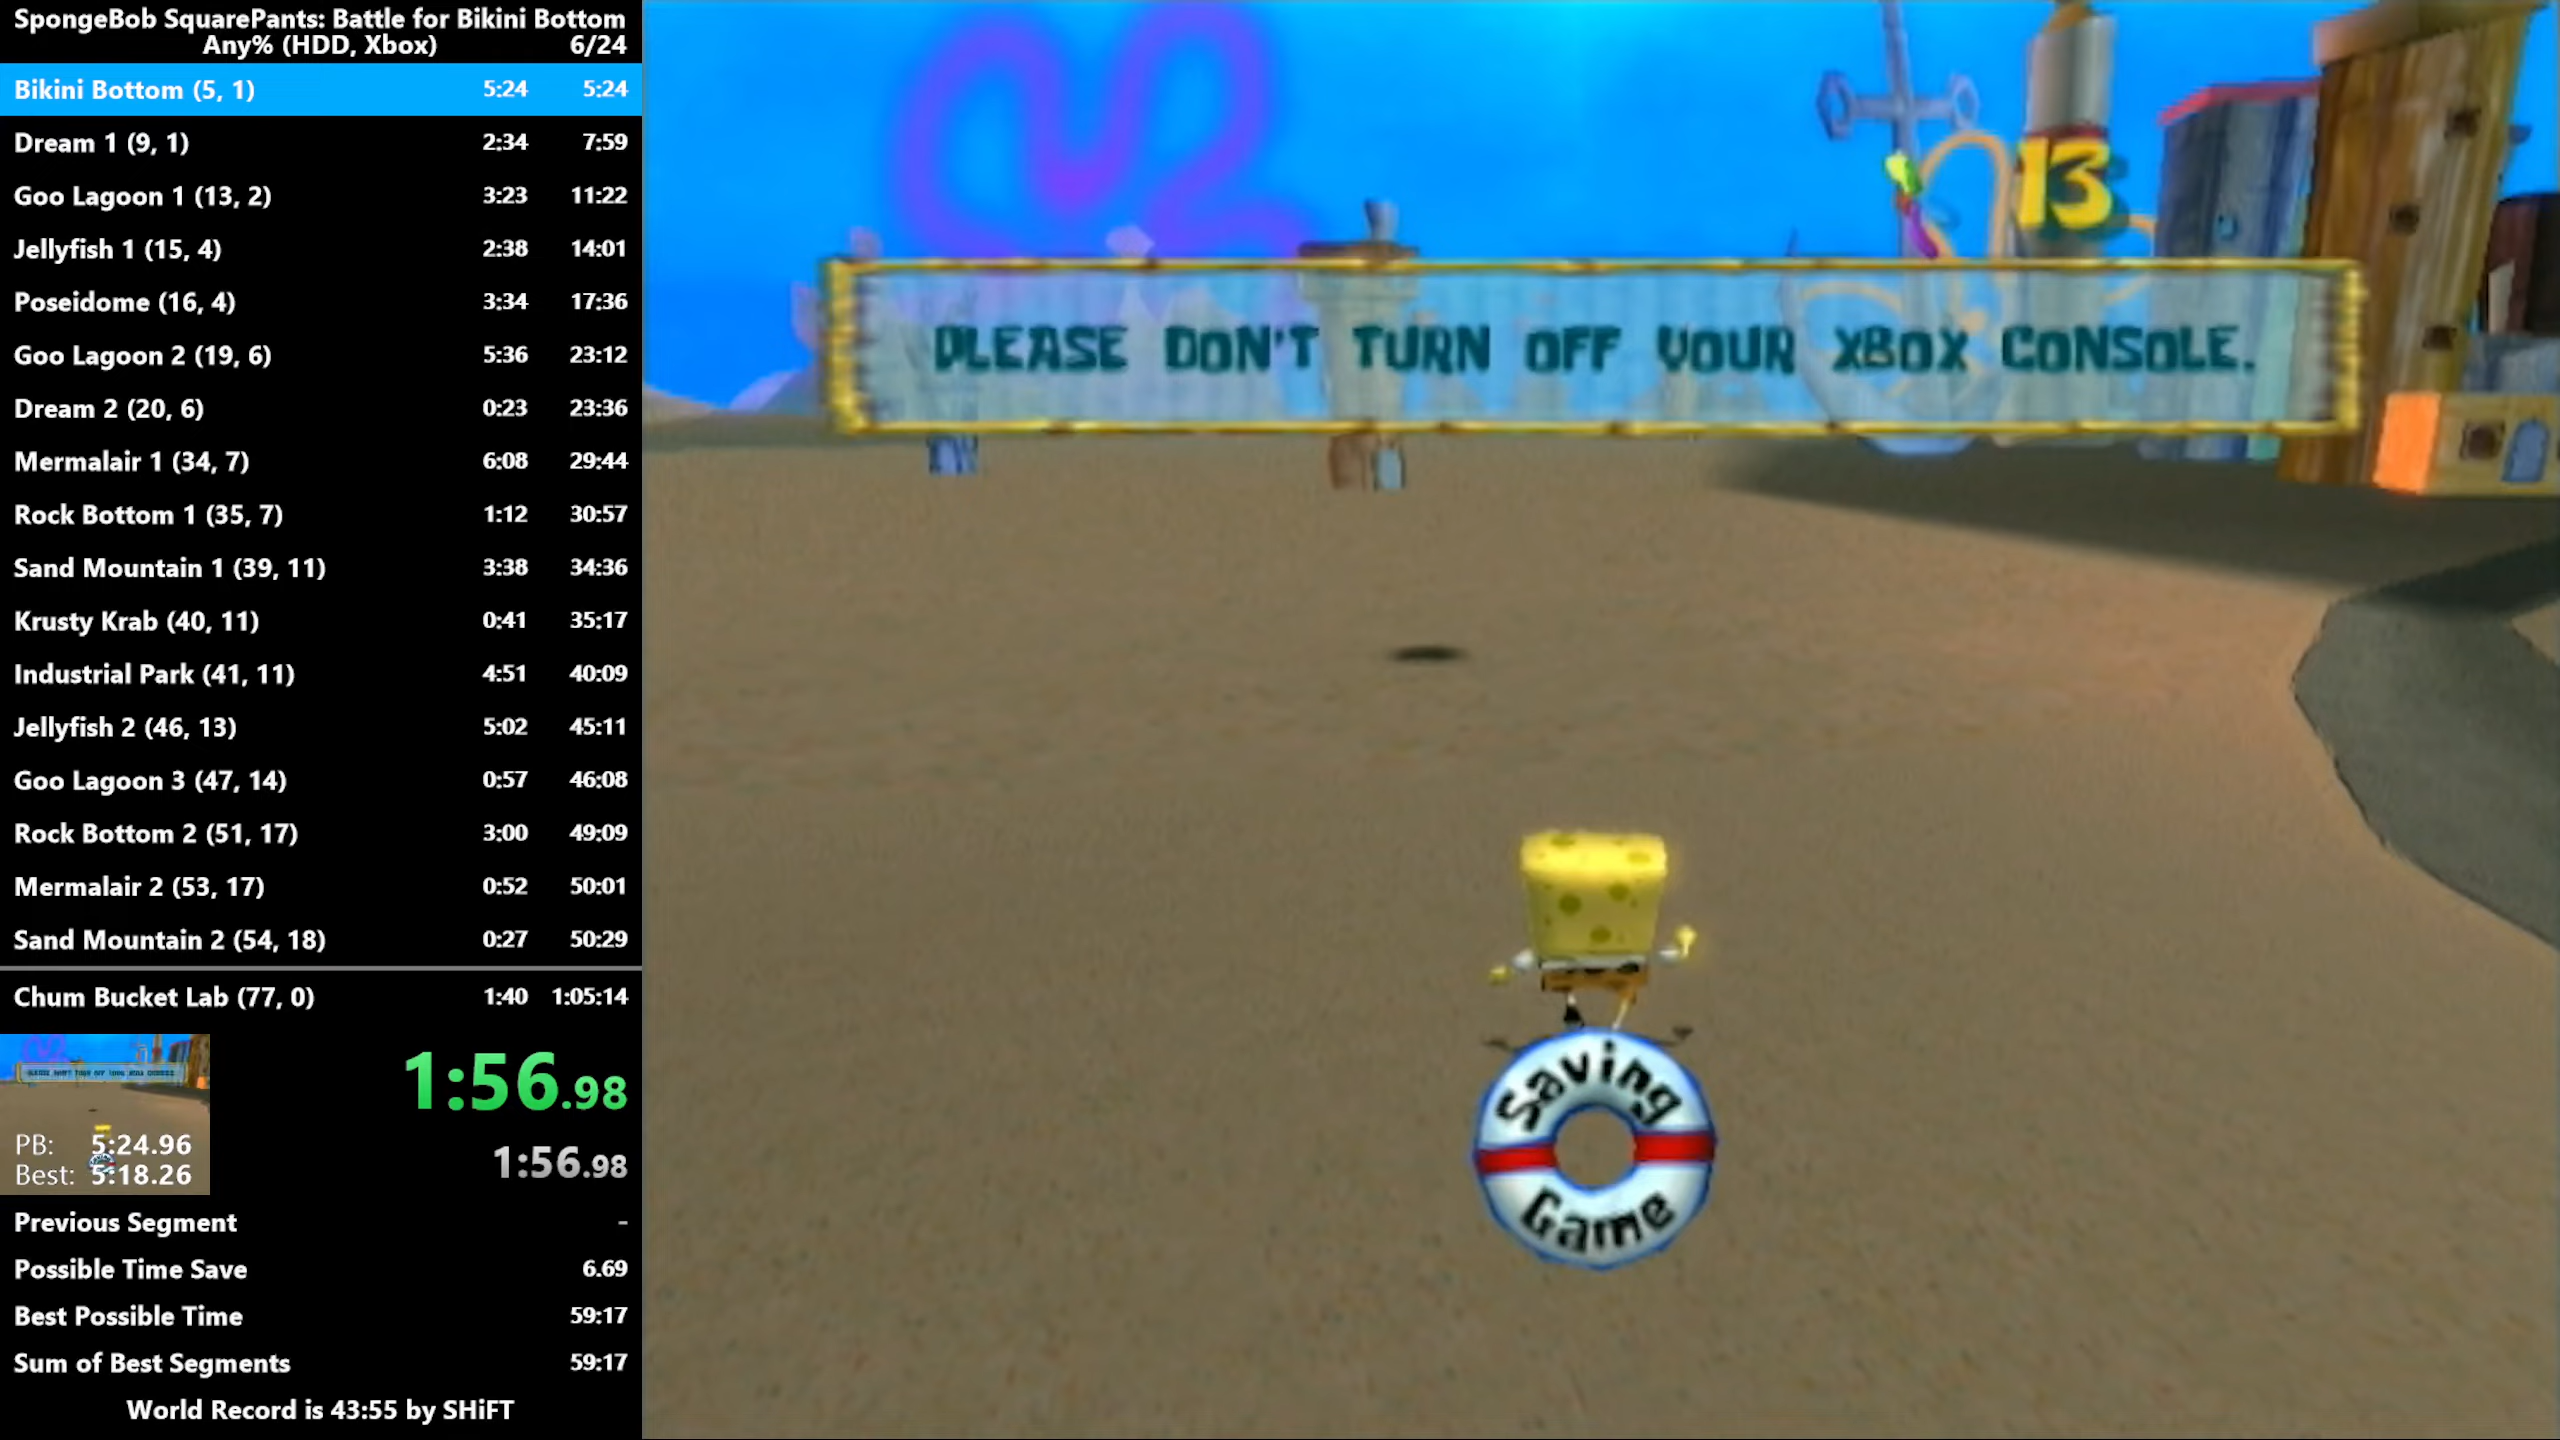 SpongeBob SquarePants: Battle for Bikini Bottom
Any% (HDD, Xbox) 6/24
Bikini Bottom (5, 1) 5:24 5:24
Dream 1 (9, 1) 2:34 7:59
Goo Lagoon 1 (13, 2) 3:23 11:22
Jellyfish 1 (15, 4) 2:38 14:01
Poseidome (16, 4) 3:34 17:36
Goo Lagoon 2 (19, 6) 5:36 23:12
Dream 2 (20, 6) 0:23 23:36
Mermalair 1 (34, 7) 6:08 29:44
Rock Bottom 1 (35, 7) 1:12 30:57
Sand Mountain 1 (39, 11) 3:38 34:36
Krusty Krab (40, 11) 0:41 35:17
Industrial Park (41, 11) 4:51 40:09
Jellyfish 2 (46, 13) 5:02 45:11
Goo Lagoon 3 (47, 14) 0:57 46:08
Rock Bottom 2 (51, 17) 3:00 49:09
Mermalair 2 (53, 17) 0:52 50:01
Sand Mountain 2 (54, 18) 0:27 50:29
Chum Bucket Lab (77, 0) 1:40 1:05:14
1:56.98
PB: 5:24.96
1:56.98
Best: 5:18.26
Previous Segment -
Possible Time Save 6.69
Best Possible Time 59:17
Sum of Best Segments 59:17
World Record is 43:55 by SHiFT
13
PLEASE DON'T TURN OFF YOUR XBOX CONSOLE.
Saving
Game